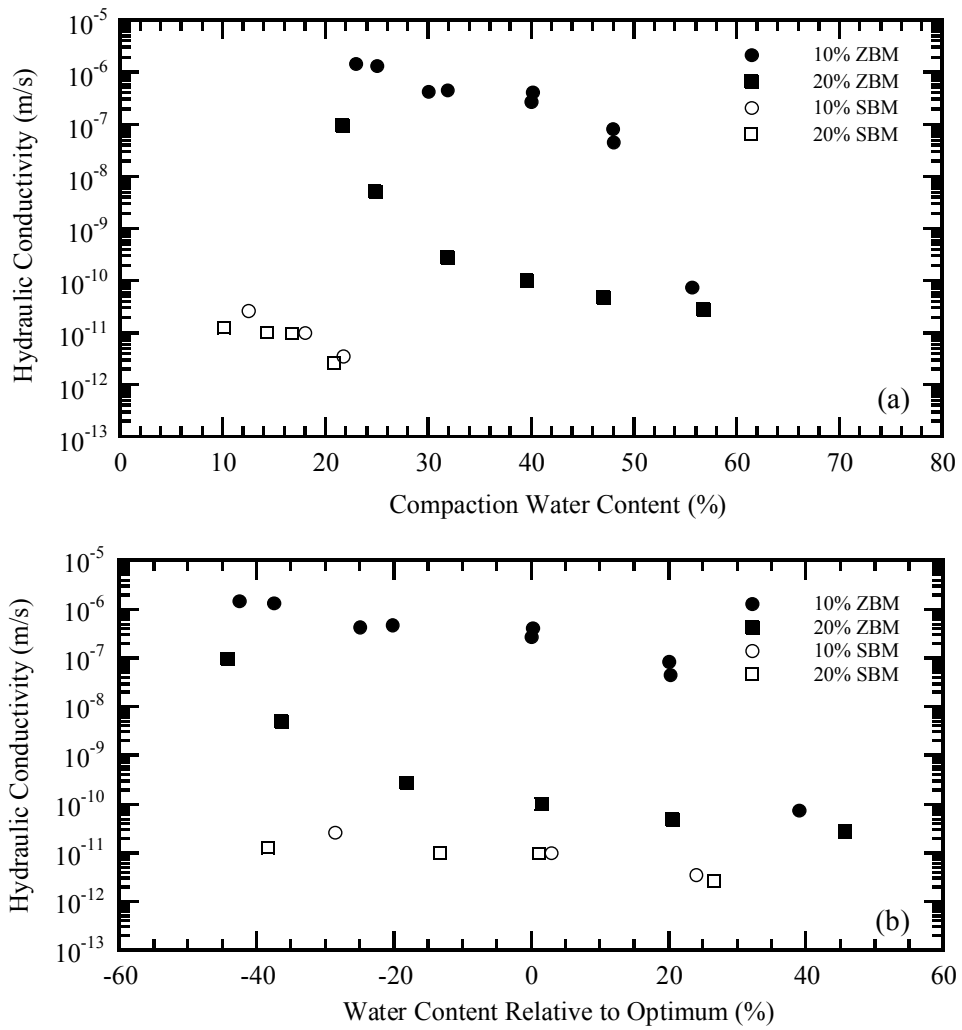 Hydraulic Conductivity (m/s)
10⁻⁵
10⁻⁶
10⁻⁷
10⁻⁸
10⁻⁹
10⁻¹⁰
10⁻¹¹
10⁻¹²
10⁻¹³
10% ZBM
20% ZBM
10% SBM
20% SBM
(a)
0 10 20 30 40 50 60 70 80
Compaction Water Content (%)
Hydraulic Conductivity (m/s)
10⁻⁵
10⁻⁶
10⁻⁷
10⁻⁸
10⁻⁹
10⁻¹⁰
10⁻¹¹
10⁻¹²
10⁻¹³
10% ZBM
20% ZBM
10% SBM
20% SBM
(b)
-60 -40 -20 0 20 40 60
Water Content Relative to Optimum (%)